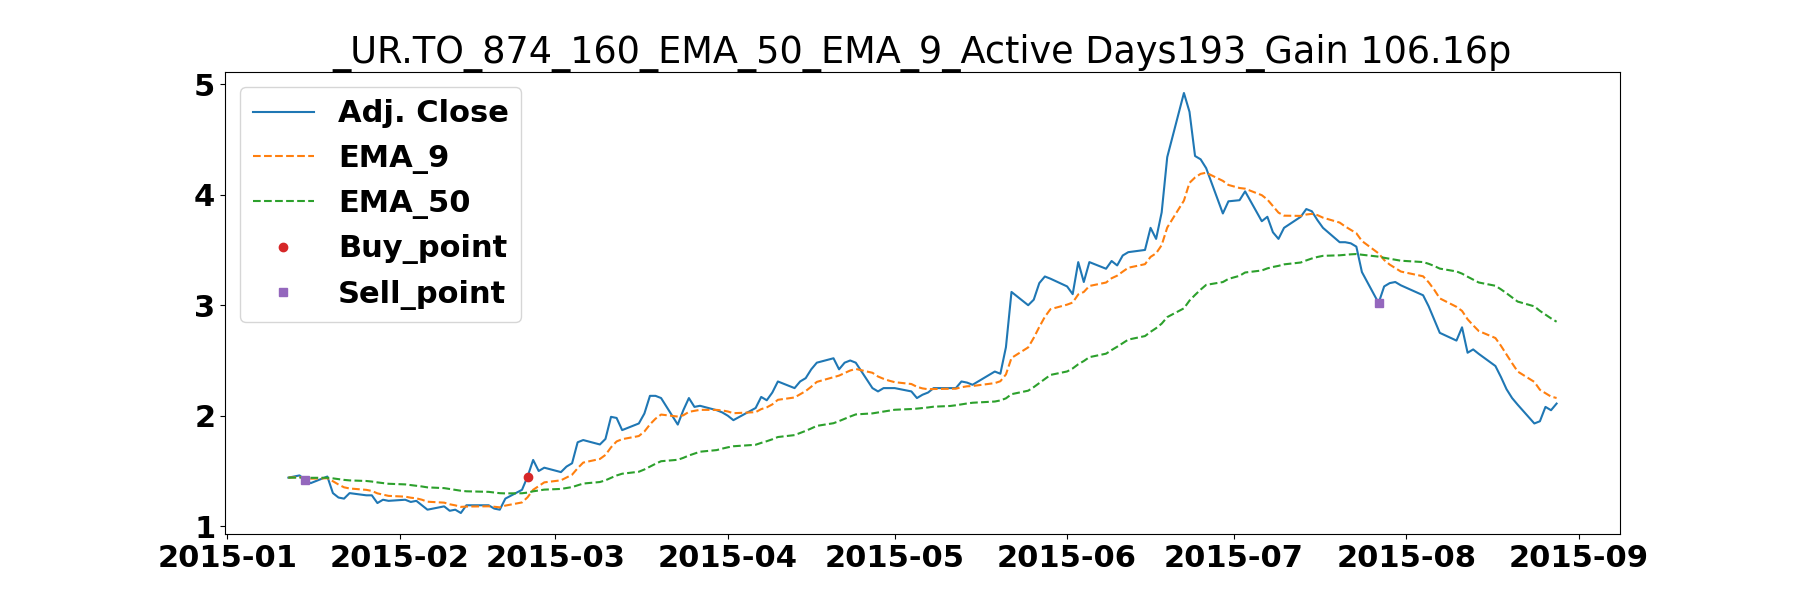 _UR.TO_874_160_EMA_50_EMA_9_Active Days193_Gain 106.16p
5
4
3
2
1
Adj. Close
EMA_9
EMA_50
Buy_point
Sell_point
2015-01 2015-02 2015-03 2015-04 2015-05 2015-06 2015-07 2015-08 2015-09